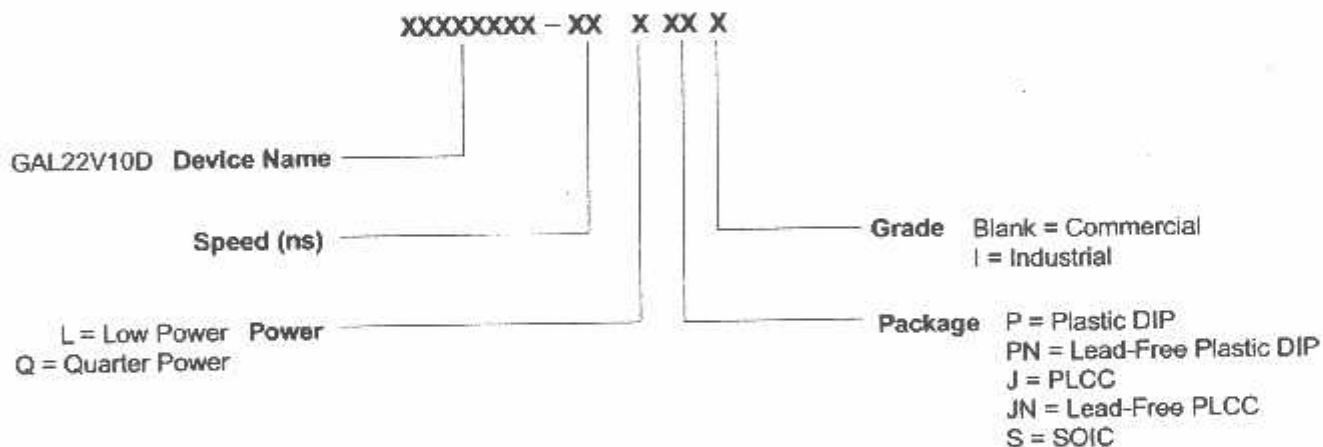 XXXXXXXX – XX X XX X
GAL22V10D Device Name
Speed (ns)
L = Low Power Power
Q = Quarter Power
Grade Blank = Commercial
I = Industrial
Package P = Plastic DIP
PN = Lead-Free Plastic DIP
J = PLCC
JN = Lead-Free PLCC
S = SOIC